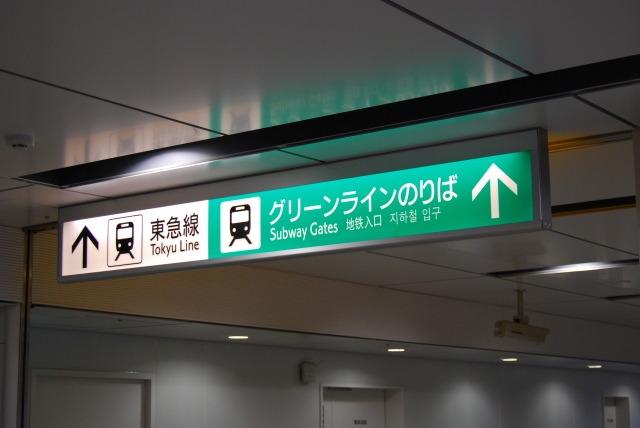 東急線
Tokyu Line
グリーンラインのりば
Subway Gates 地铁入口 지하철 입구